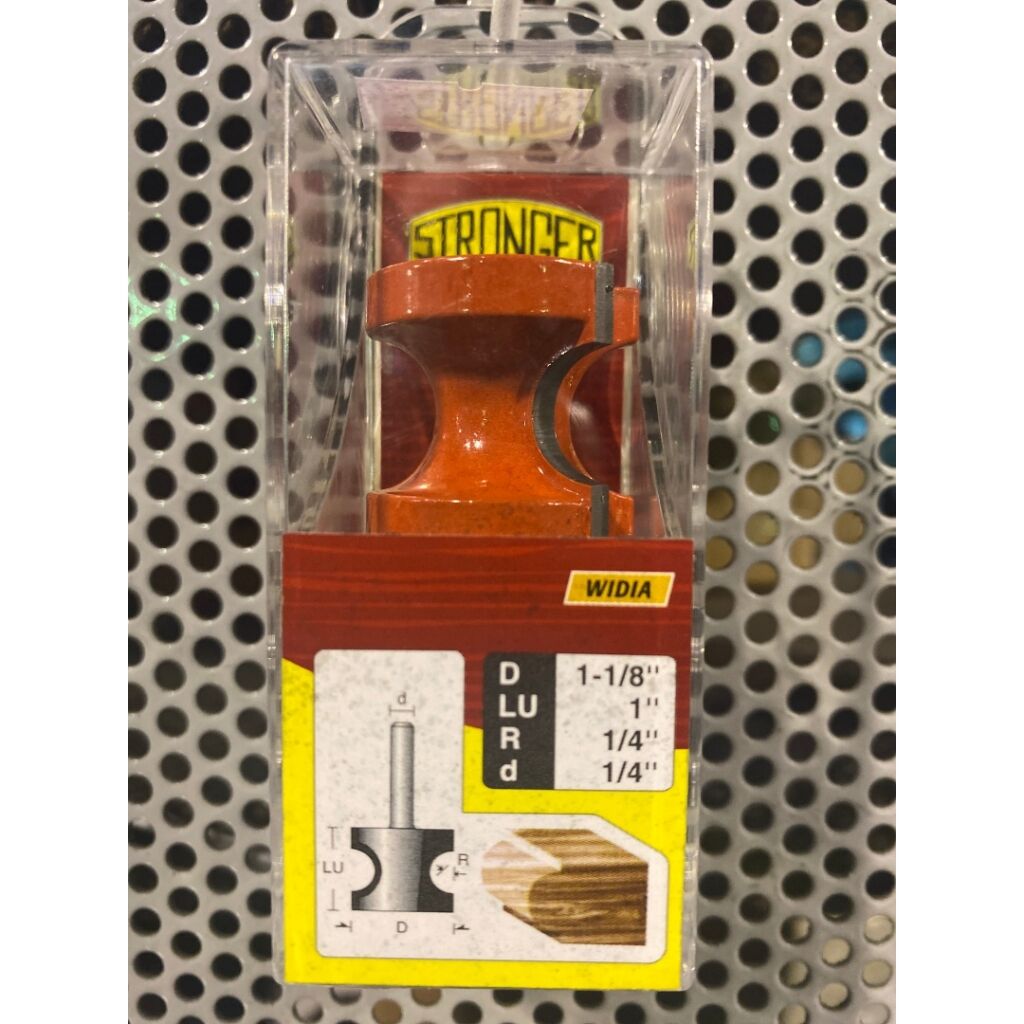 STRONGER
WIDIA
D 1-1/8"
LU 1"
R 1/4"
d 1/4"
d
LU
R
D